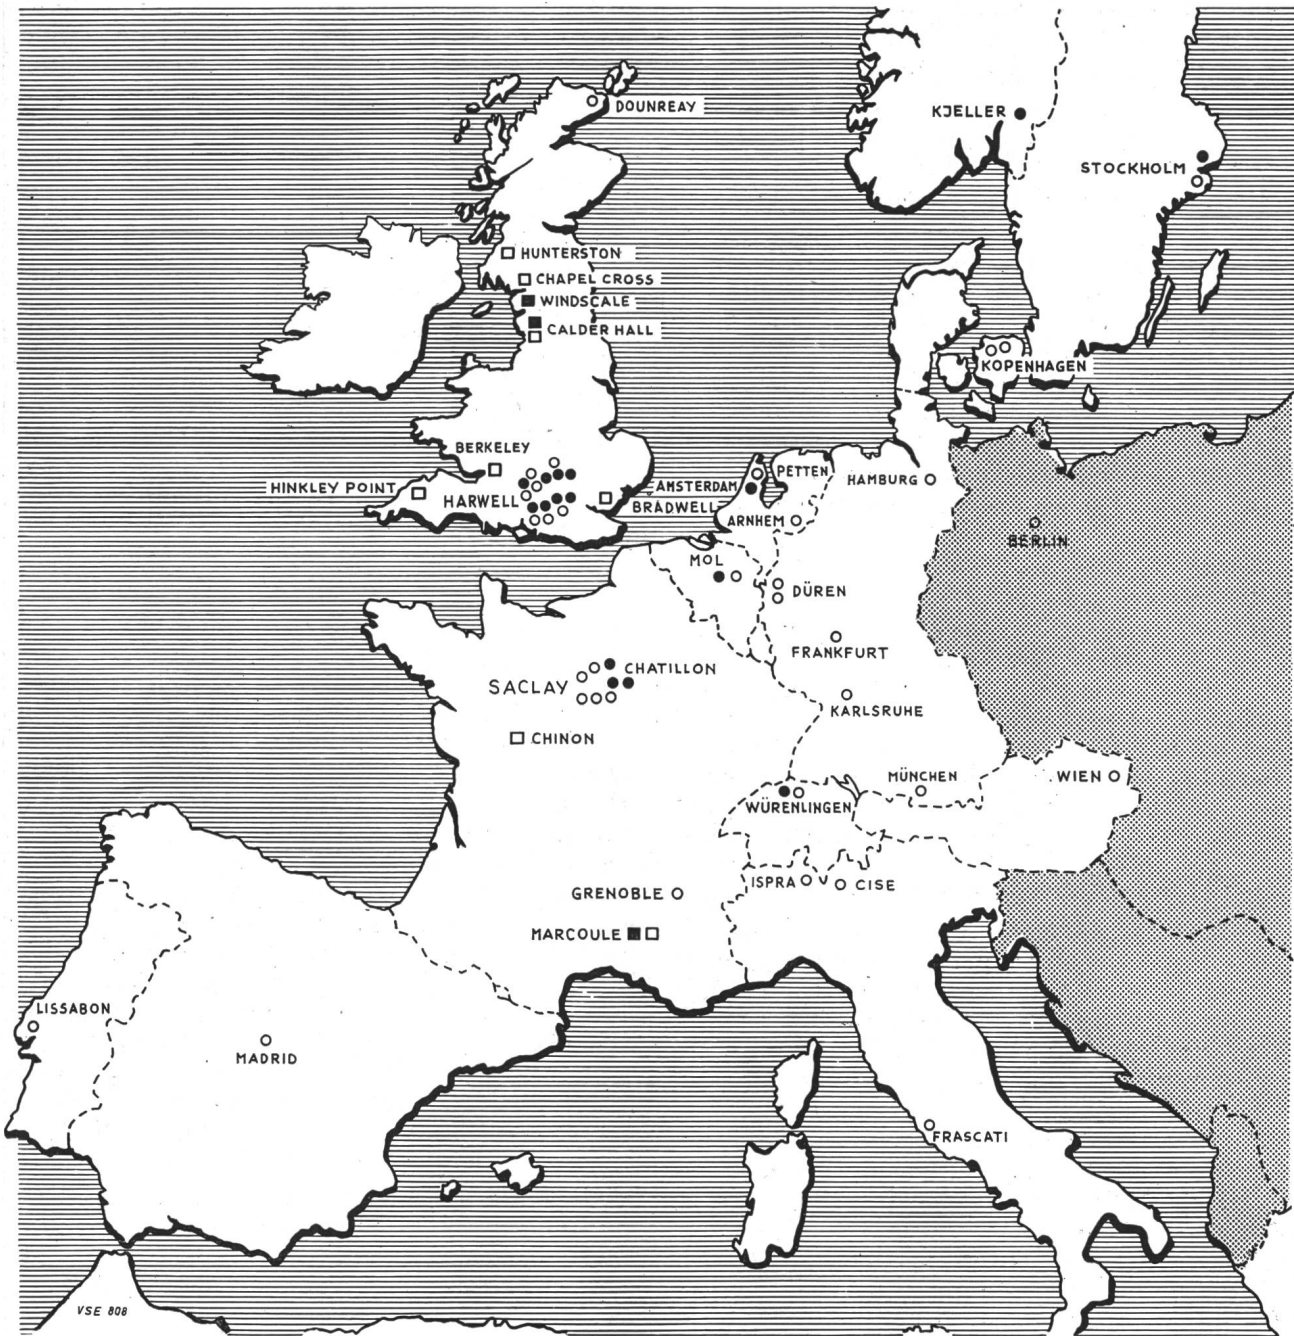 DOUNREAY
KJELLER
STOCKHOLM
HUNTERSTON
CHAPEL CROSS
WINDSCALE
CALDER HALL
KOPENHAGEN
BERKELEY
HINKLEY POINT
HARWELL
AMSTERDAM
PETTEN
HAMBURG
BRADWELL
ARNHEM
BERLIN
MOL
DÜREN
FRANKFURT
CHATILLON
SACLAY
KARLSRUHE
CHINON
MÜNCHEN
WIEN
WÜRENLINGEN
ISPRA
CISE
GRENOBLE
MARCOULE
LISSABON
MADRID
FRASCATI
VSE 808